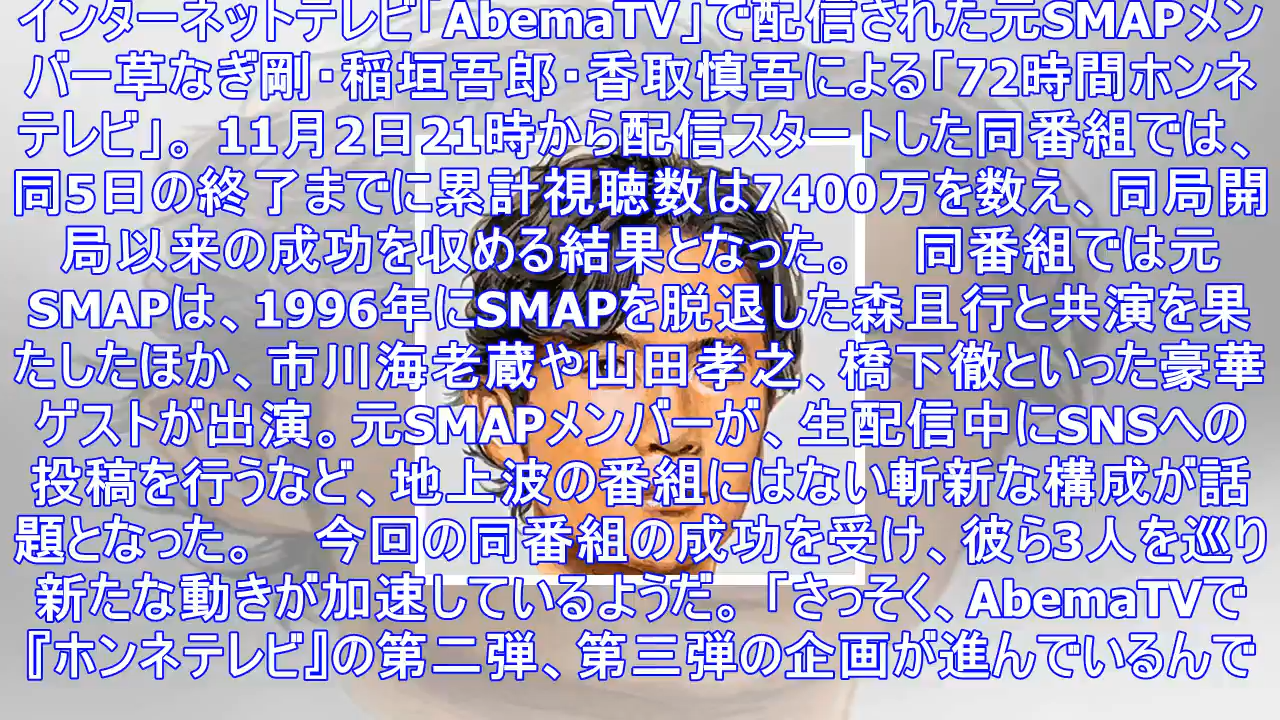 インターネットテレビ「AbemaTV」で配信された元SMAPメン
バー草なぎ剛・稲垣吾郎・香取慎吾による「72時間ホンネ
テレビ」。11月2日21時から配信スタートした同番組では、
同5日の終了までに累計視聴数は7400万を数え、同局開
局以来の成功を収める結果となった。　同番組では元
SMAPは、1996年にSMAPを脱退した森且行と共演を果
たしたほか、市川海老蔵や山田孝之、橋下徹といった豪華
ゲストが出演。元SMAPメンバーが、生配信中にSNSへの
投稿を行うなど、地上波の番組にはない斬新な構成が話
題となった。　今回の同番組の成功を受け、彼ら3人を巡り
新たな動きが加速しているようだ。「さっそく、AbemaTVで
『ホンネテレビ』の第二弾、第三弾の企画が進んでいるんで